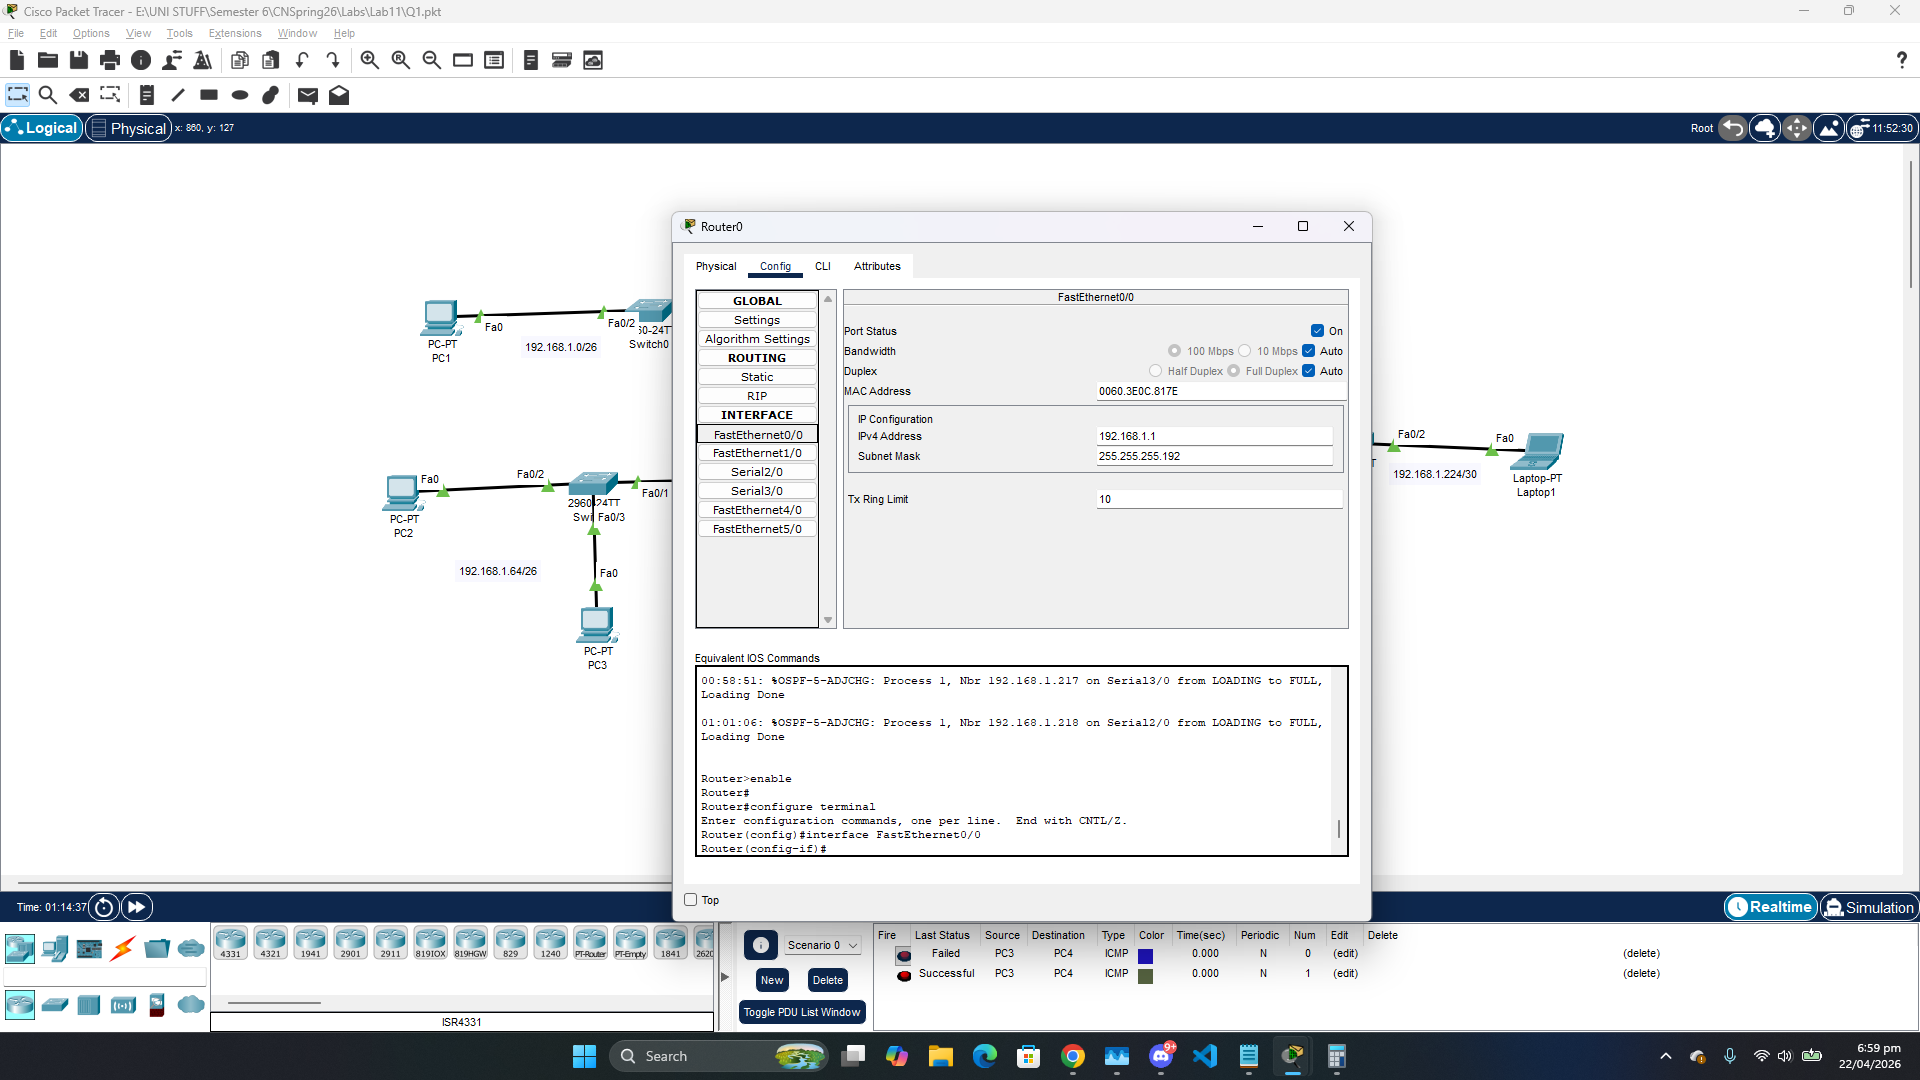 Cisco Packet Tracer - E:\UNI STUFF\Semester 6\CNSpring26\Labs\Lab11\Q1.pkt
File Edit Options View Tools Extensions Window Help
Logical Physical x: 860, y: 127 Root 11:52:30
Router0
Physical Config CLI Attributes
GLOBAL
Settings
Algorithm Settings
ROUTING
Static
RIP
INTERFACE
FastEthernet0/0
FastEthernet1/0
Serial2/0
Serial3/0
FastEthernet4/0
FastEthernet5/0
FastEthernet0/0
Port Status On
Bandwidth 100 Mbps 10 Mbps Auto
Duplex Half Duplex Full Duplex Auto
MAC Address 0060.3E0C.817E
IP Configuration
IPv4 Address 192.168.1.1
Subnet Mask 255.255.255.192
Tx Ring Limit 10
Equivalent IOS Commands
00:58:51: %OSPF-5-ADJCHG: Process 1, Nbr 192.168.1.217 on Serial3/0 from LOADING to FULL,
Loading Done
01:01:06: %OSPF-5-ADJCHG: Process 1, Nbr 192.168.1.218 on Serial2/0 from LOADING to FULL,
Loading Done
Router>enable
Router#
Router#configure terminal
Enter configuration commands, one per line.  End with CNTL/Z.
Router(config)#interface FastEthernet0/0
Router(config-if)#
Top
Fa0
Fa0/2
60-24TT
Switch0
PC-PT
PC1
192.168.1.0/26
Fa0
Fa0/2
Fa0/1
PC-PT
PC2
2960-24TT
Swi Fa0/3
192.168.1.64/26
Fa0
PC-PT
PC3
Fa0/2
Fa0
T
192.168.1.224/30
Laptop-PT
Laptop1
Time: 01:14:37
Realtime Simulation
4331 4321 1941 2901 2911 819IOX 819HGW 829 1240 PT-Router PT-Empty 1841 2620
ISR4331
Scenario 0
New Delete
Toggle PDU List Window
Fire Last Status Source Destination Type Color Time(sec) Periodic Num Edit Delete
Failed PC3 PC4 ICMP 0.000 N 0 (edit) (delete)
Successful PC3 PC4 ICMP 0.000 N 1 (edit) (delete)
Search
9+
6:59 pm
22/04/2026